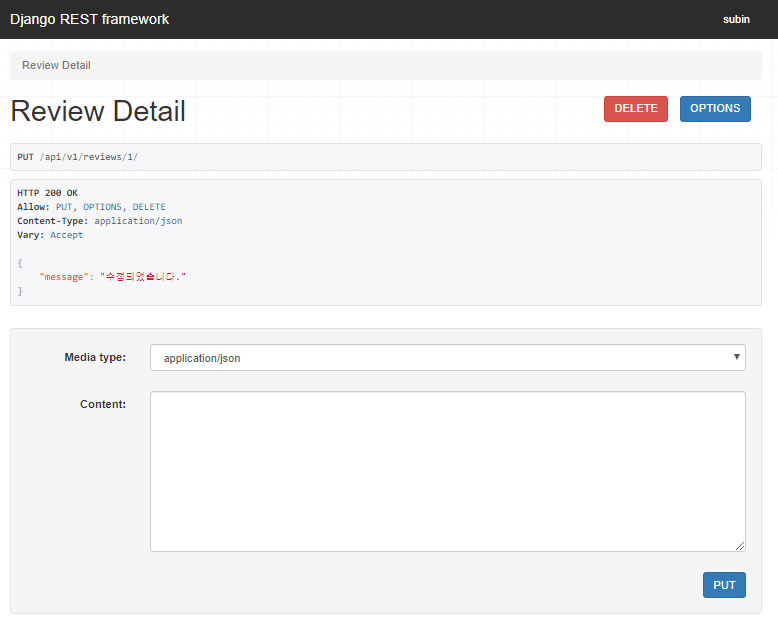 Django REST framework
subin
Review Detail
Review Detail
DELETE
OPTIONS
PUT /api/v1/reviews/1/
HTTP 200 OK
Allow: PUT, OPTIONS, DELETE
Content-Type: application/json
Vary: Accept
{
"message": "수정되었습니다."
}
Media type:
application/json
Content:
PUT